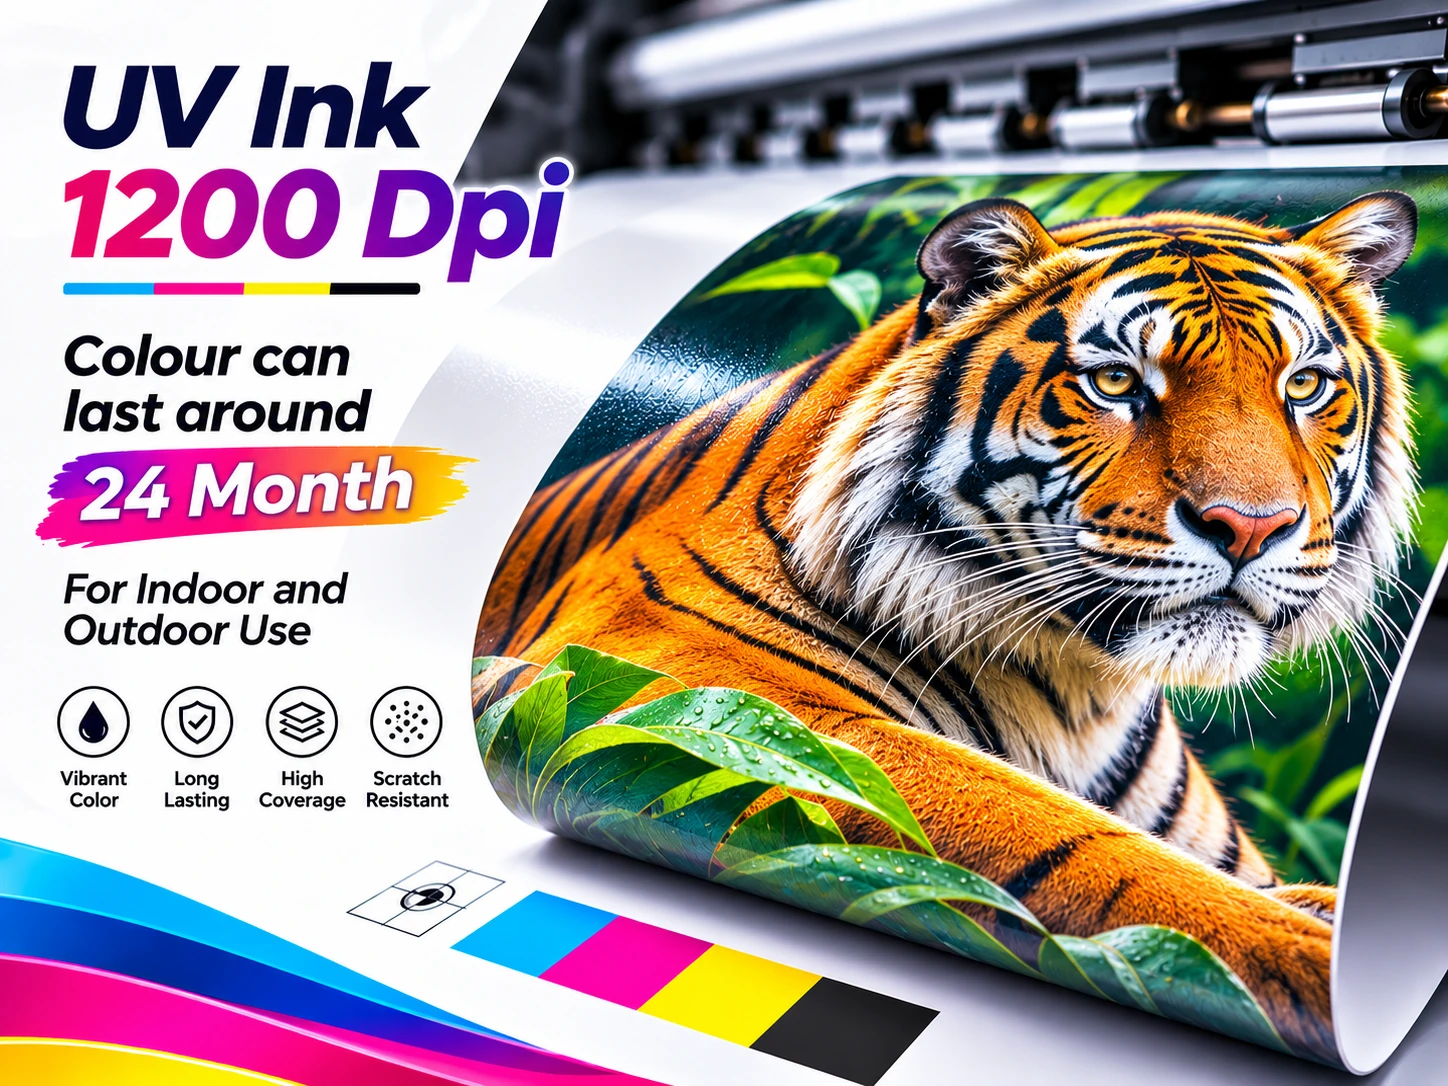 UV Ink
1200 Dpi
Colour can
last around
24 Month
For Indoor and
Outdoor Use
Vibrant
Color
Long
Lasting
High
Coverage
Scratch
Resistant